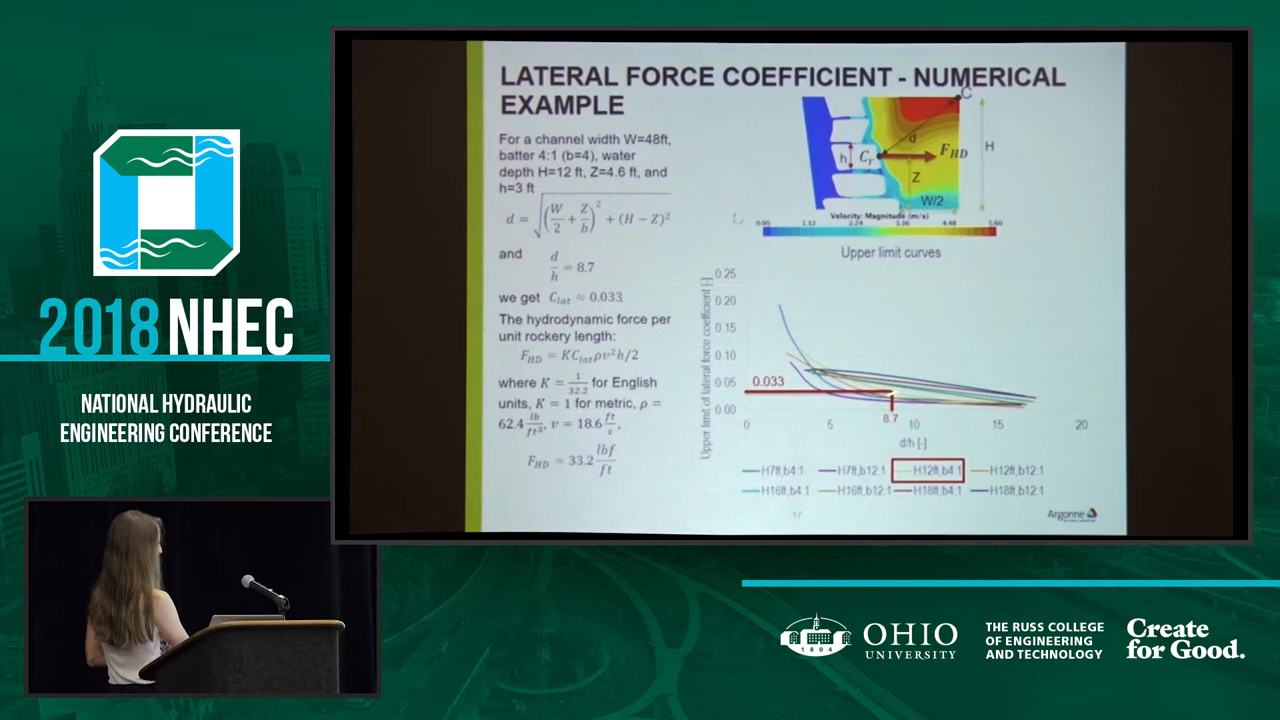 LATERAL FORCE COEFFICIENT - NUMERICAL
EXAMPLE
For a channel width W=48ft,
batter 4:1 (b=4), water
depth H=12 ft, Z=4.6 ft, and
h=3 ft
d = √((W/2 + Z/b)² + (H − Z)²)
and d/h = 8.7
we get C_lat ≈ 0.033
The hydrodynamic force per
unit rockery length:
F_HD = KC_lat ρv²h/2
where K = 1/32.2 for English
units, K = 1 for metric, ρ =
62.4 lb/ft³, v = 18.6 ft/s,
F_HD = 33.2 lbf/ft
C
d
H
h
C_r
F_HD
Z
W/2
Velocity: Magnitude (m/s)
0.00 1.12 2.24 3.36 4.48 5.60
Upper limit curves
Upper limit of lateral force coefficient [-]
0.25
0.20
0.15
0.10
0.05
0.00
0.033
8.7
0 5 10 15 20
d/h [-]
H7ft,b4:1 H7ft,b12:1 H12ft,b4:1 H12ft,b12:1
H16ft,b4:1 H16ft,b12:1 H18ft,b4:1 H18ft,b12:1
17
Argonne
2018 NHEC
NATIONAL HYDRAULIC
ENGINEERING CONFERENCE
1804
OHIO
UNIVERSITY
THE RUSS COLLEGE
OF ENGINEERING
AND TECHNOLOGY
Create
for Good.